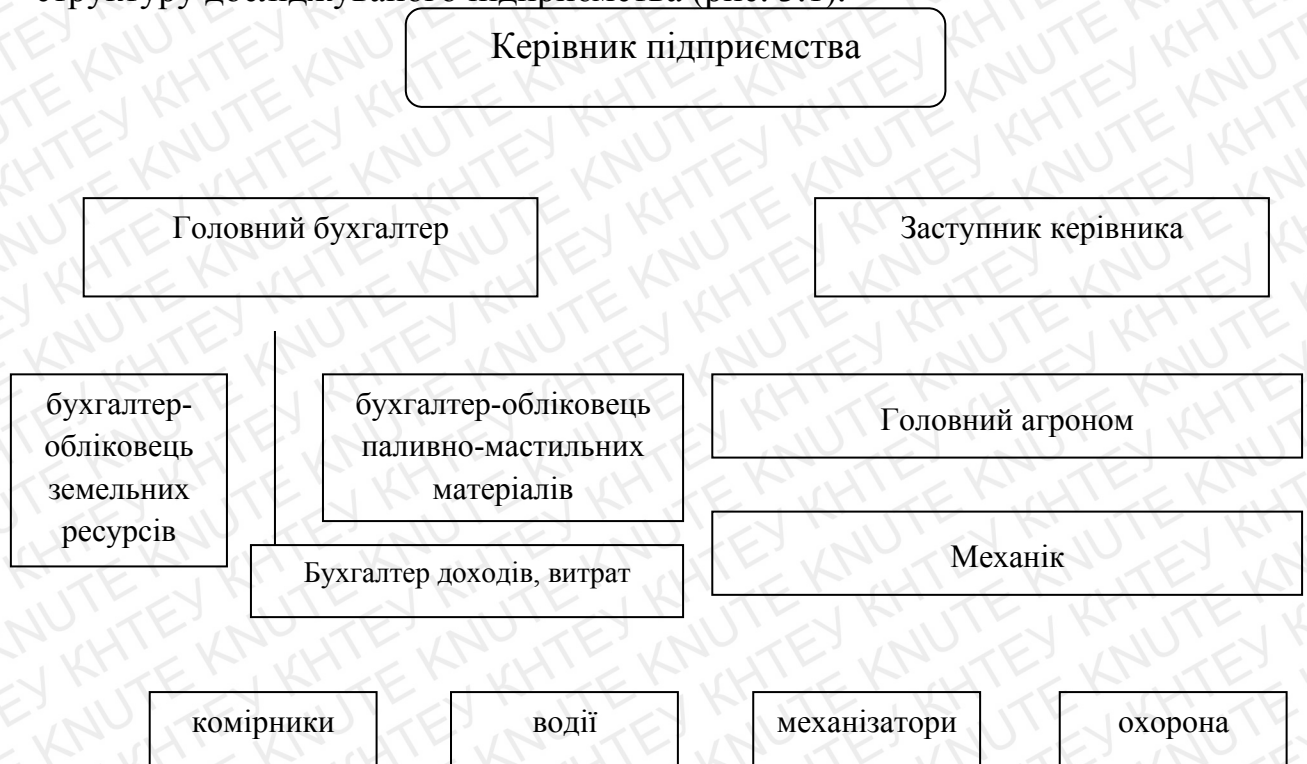 структуру досліджуваного підприємства (рис. 3.1).
Керівник підприємства
Головний бухгалтер
Заступник керівника
бухгалтер-
обліковець
земельних
ресурсів
бухгалтер-обліковець
паливно-мастильних
матеріалів
Головний агроном
Механік
Бухгалтер доходів, витрат
комірники
водії
механізатори
охорона